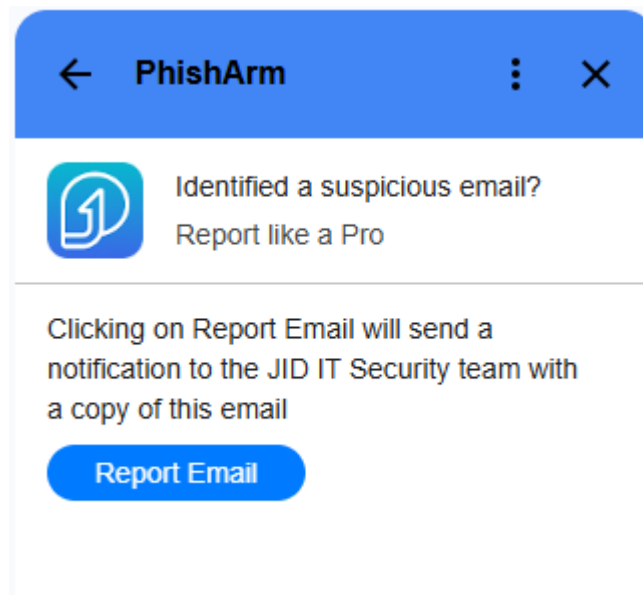 PhishArm
Identified a suspicious email?
Report like a Pro
Clicking on Report Email will send a
notification to the JID IT Security team with
a copy of this email
Report Email